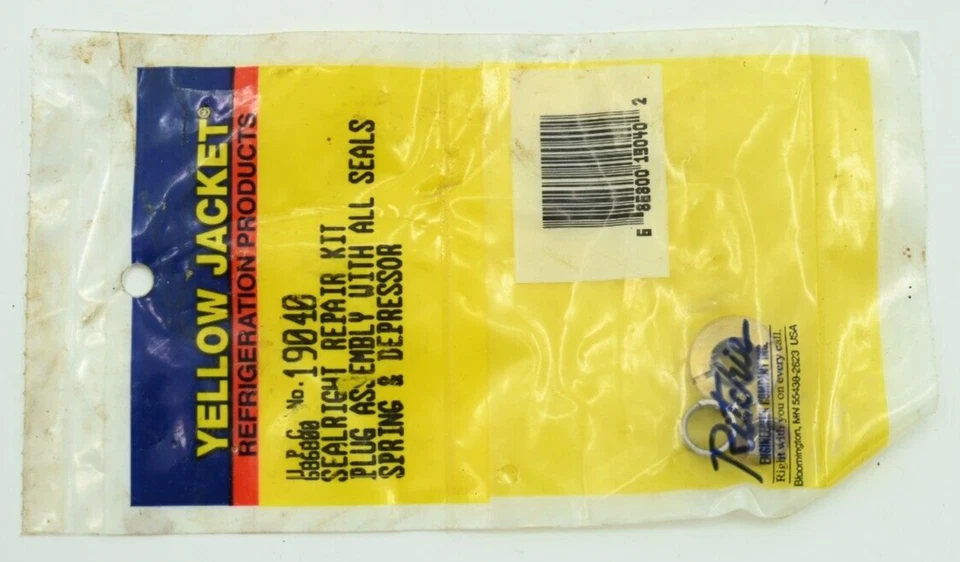 YELLOW JACKET®
REFRIGERATION PRODUCTS
U.P.C. No. 19040
686800
SEALRIGHT REPAIR KIT
PLUG ASSEMBLY WITH ALL SEALS
SPRING & DEPRESSOR
6 86800 19040 2
Ritchie
ENGINEERING COMPANY INC.
Right with you on every call.
Bloomington, MN 55438-2623 USA